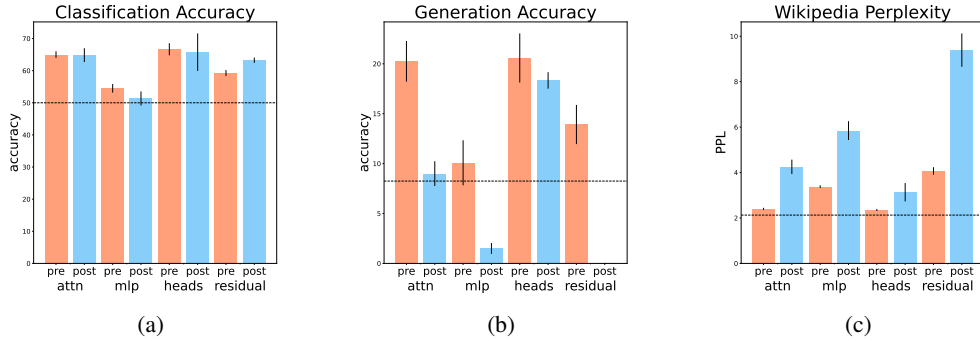 Classification Accuracy
accuracy
70
60
50
40
30
20
10
0
pre post pre post pre post pre post
attn mlp heads residual
(a)
Generation Accuracy
accuracy
20
15
10
5
0
pre post pre post pre post pre post
attn mlp heads residual
(b)
Wikipedia Perplexity
PPL
10
8
6
4
2
0
pre post pre post pre post pre post
attn mlp heads residual
(c)